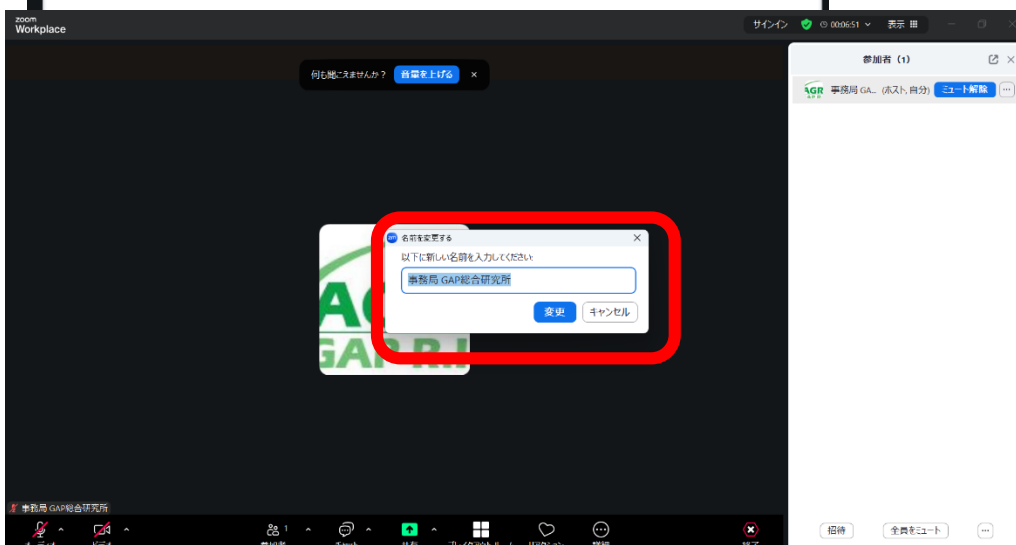 zoom
Workplace
サインイン
00:06:51
表示
何も聞こえませんか？ 音量を上げる ×
参加者 (1)
AGR
事務局 GA... (ホスト, 自分) ミュート解除 ...
名前を変更する
以下に新しい名前を入力してください:
事務局 GAP総合研究所
変更 キャンセル
GAP R.I
事務局 GAP総合研究所
1
招待 全員をミュート ...